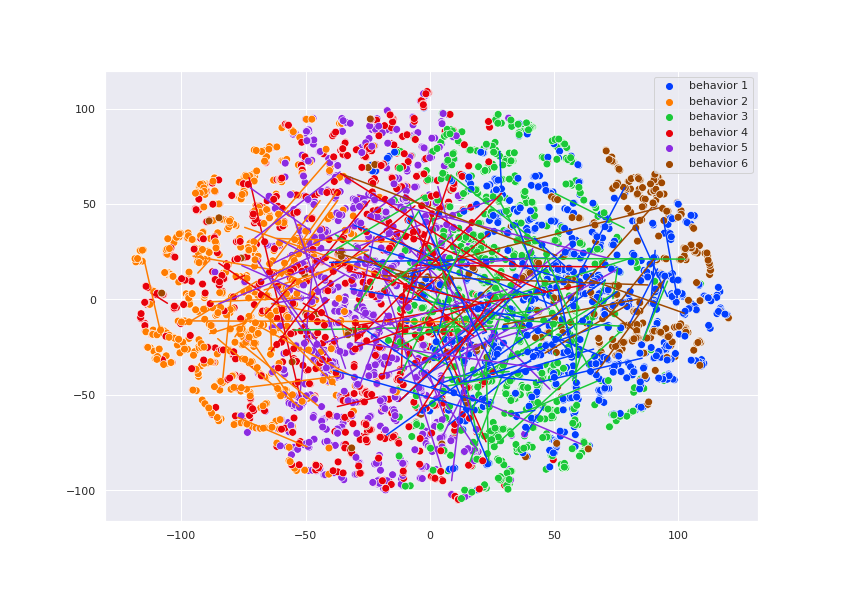 behavior 1
behavior 2
behavior 3
behavior 4
behavior 5
behavior 6
100
50
0
−50
−100
−100 −50 0 50 100